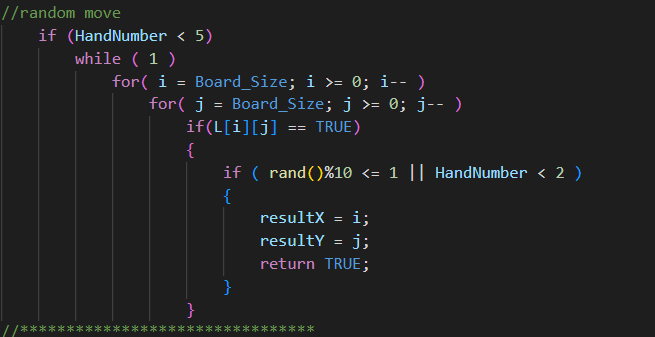 //random move
if (HandNumber < 5)
while ( 1 )
for( i = Board_Size; i >= 0; i-- )
for( j = Board_Size; j >= 0; j-- )
if(L[i][j] == TRUE)
{
if ( rand()%10 <= 1 || HandNumber < 2 )
{
resultX = i;
resultY = j;
return TRUE;
}
}
//********************************